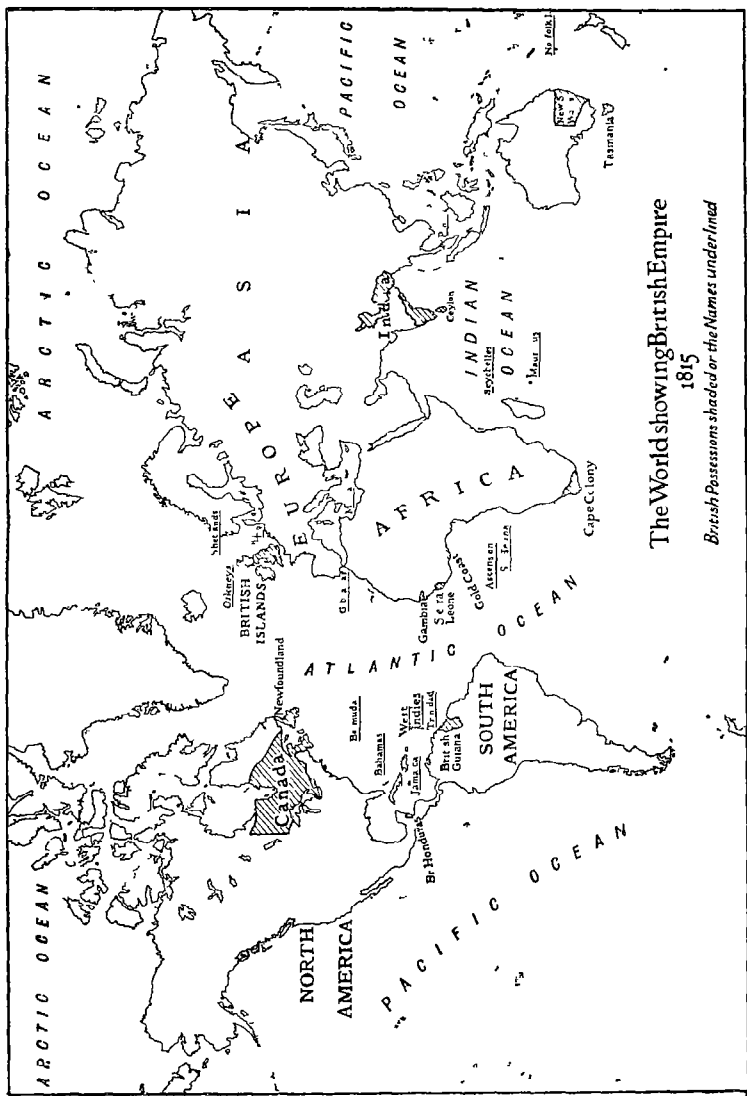 ARCTIC OCEAN
ARCTIC OCEAN
PACIFIC
OCEAN
EUROPE ASIA
NORTH
AMERICA
Canada
Newfoundland
BRITISH
ISLANDS
Orkneys
ATLANTIC
OCEAN
Bahamas
West
Indies
Jamaica
Br Honduras
British
Guiana
SOUTH
AMERICA
PACIFIC OCEAN
AFRICA
Gambia
Leone
Gold Coast
Ascension
Cape Colony
India
Ceylon
INDIAN
OCEAN
Seychelles
Tasmania
The World showing British Empire
1815
British Possessions shaded or the Names underlined